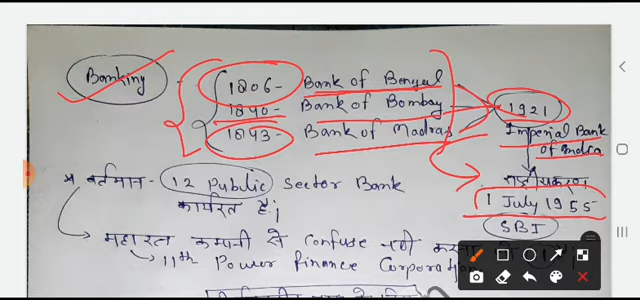 Banking
1806- Bank of Bengal
1840- Bank of Bombay
1843- Bank of Madras
1921
Imperial Bank
of India
राष्ट्रीयकरण
1 July 1955
SBI
* वर्तमान- 12 Public Sector Bank
कार्यरत है;
महारत्न कम्पनी से confuse नही करना
11th Power Finance Corporation